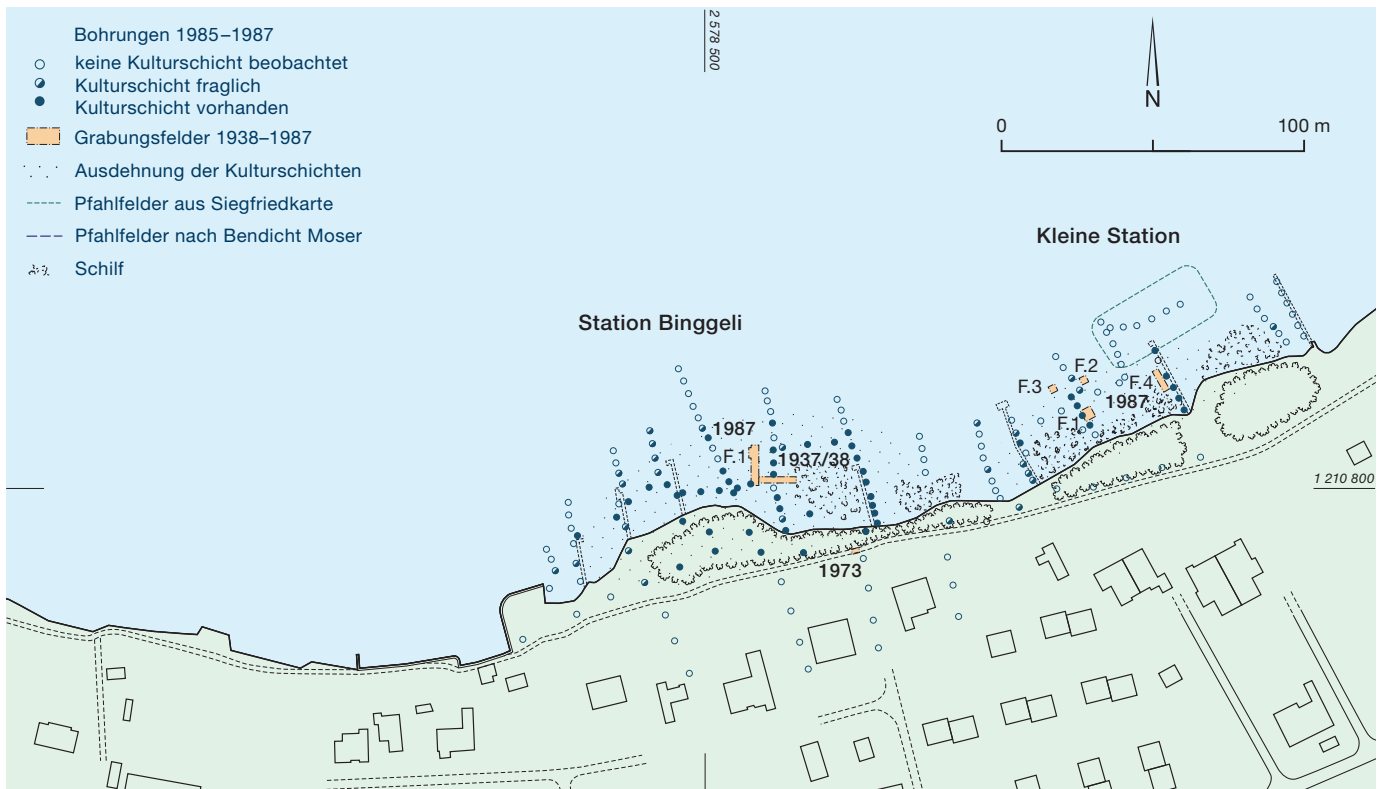 Bohrungen 1985–1987
keine Kulturschicht beobachtet
Kulturschicht fraglich
Kulturschicht vorhanden
Grabungsfelder 1938–1987
Ausdehnung der Kulturschichten
Pfahlfelder aus Siegfriedkarte
Pfahlfelder nach Bendicht Moser
Schilf
2 578 500
N
0 100 m
Kleine Station
Station Binggeli
F.2
F.3
F.4
1987
F.1
1987
F.1
1937/38
1 210 800
1973